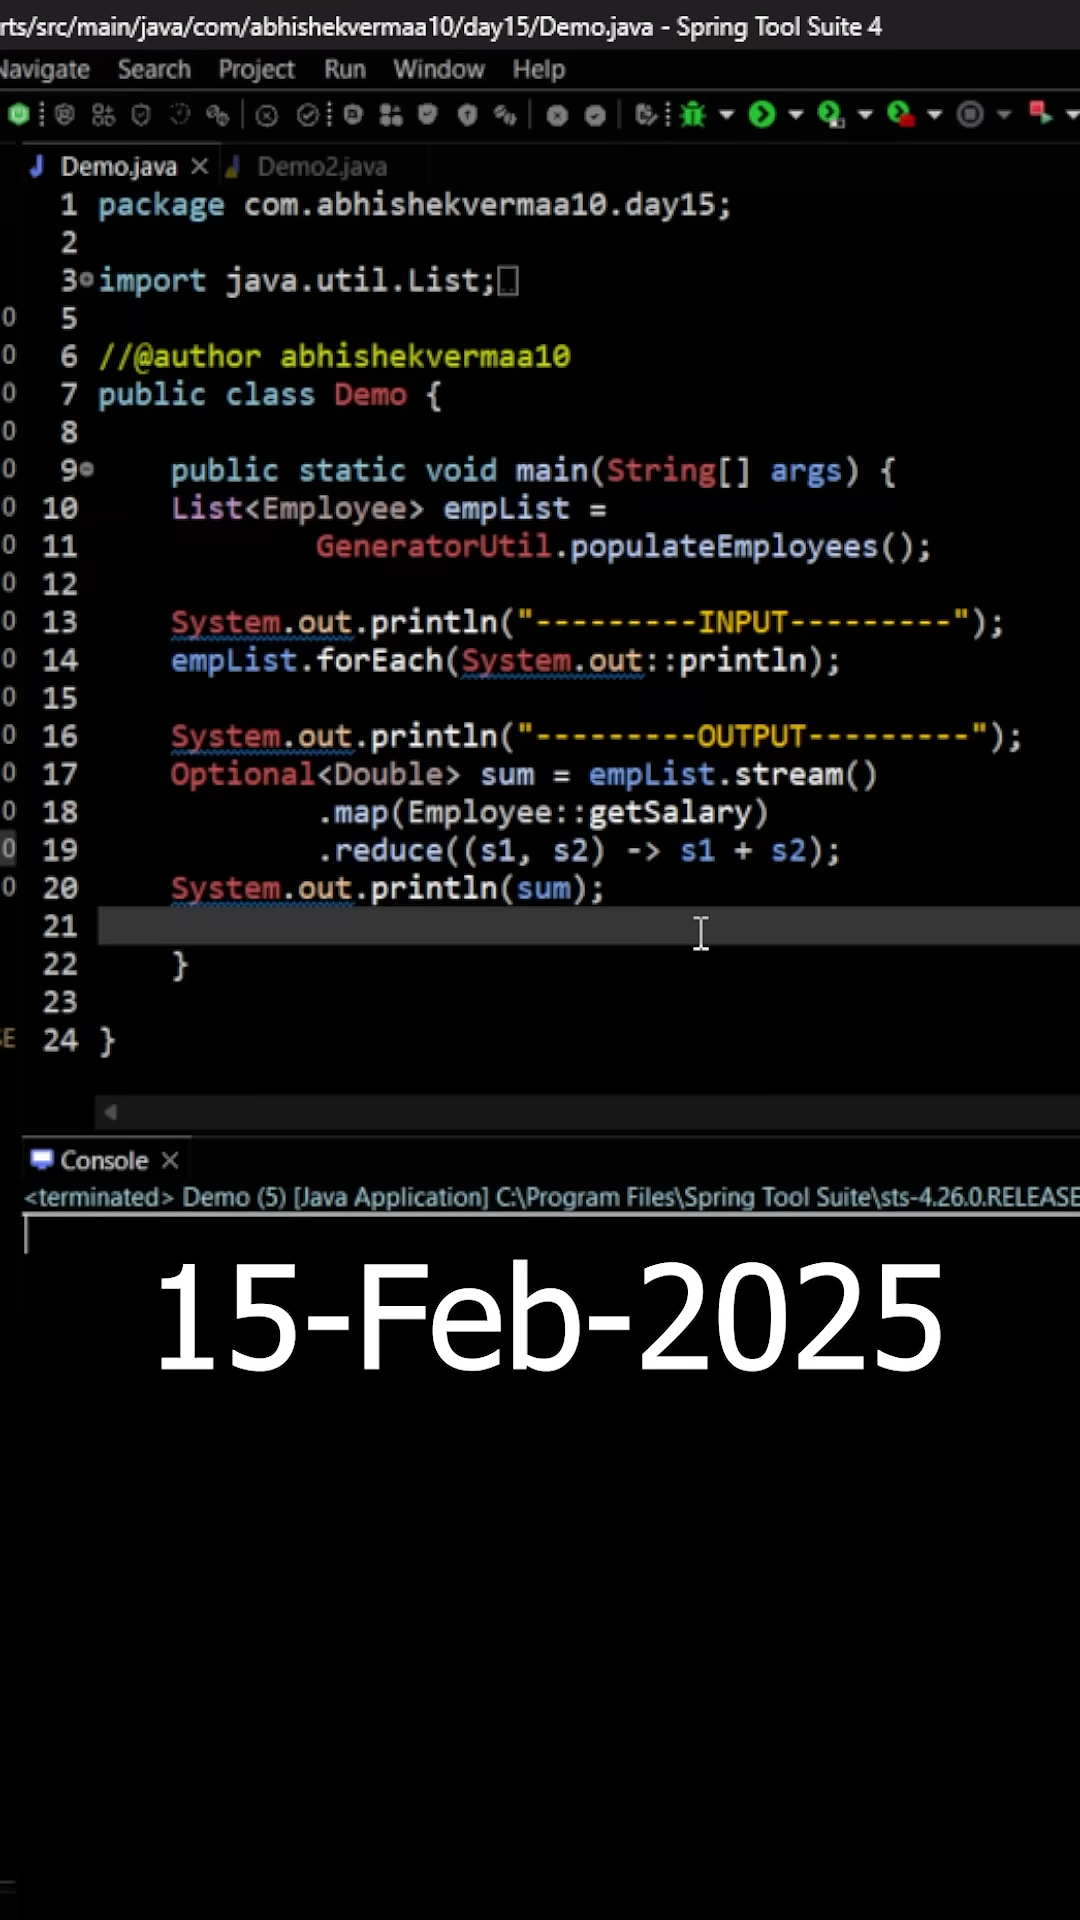 rts/src/main/java/com/abhishekvermaa10/day15/Demo.java - Spring Tool Suite 4
Navigate Search Project Run Window Help
Demo.java Demo2.java
1 package com.abhishekvermaa10.day15;
2
3 import java.util.List;
5
6 //@author abhishekvermaa10
7 public class Demo {
8
9 public static void main(String[] args) {
10 List<Employee> empList =
11 GeneratorUtil.populateEmployees();
12
13 System.out.println("---------INPUT---------");
14 empList.forEach(System.out::println);
15
16 System.out.println("---------OUTPUT---------");
17 Optional<Double> sum = empList.stream()
18 .map(Employee::getSalary)
19 .reduce((s1, s2) -> s1 + s2);
20 System.out.println(sum);
21
22 }
23
24 }
Console
<terminated> Demo (5) [Java Application] C:\Program Files\Spring Tool Suite\sts-4.26.0.RELEASE
15-Feb-2025